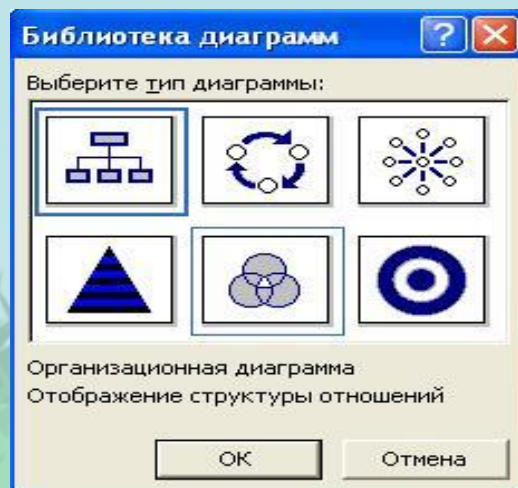 Библиотека диаграмм
Выберите тип диаграммы:
Организационная диаграмма
Отображение структуры отношений
ОК
Отмена